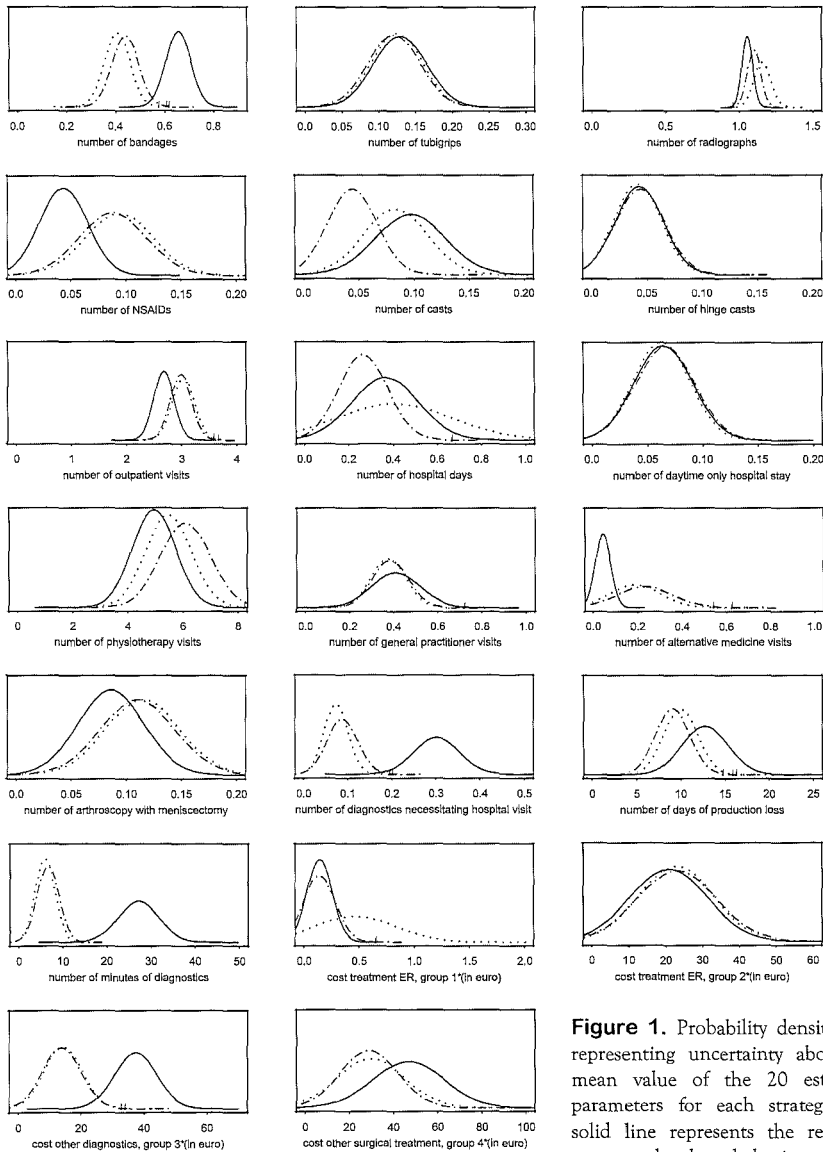 0.0 0.2 0.4 0.6 0.8
number of bandages
0.0 0.05 0.10 0.15 0.20 0.25 0.30
number of tubigrips
0.0 0.5 1.0 1.5
number of radiographs
0.0 0.05 0.10 0.15 0.20
number of NSAIDs
0.0 0.05 0.10 0.15 0.20
number of casts
0.0 0.05 0.10 0.15 0.20
number of hinge casts
0 1 2 3 4
number of outpatient visits
0.0 0.2 0.4 0.6 0.8 1.0
number of hospital days
0.0 0.05 0.10 0.15 0.20
number of daytime only hospital stay
0 2 4 6 8
number of physiotherapy visits
0.0 0.2 0.4 0.6 0.8 1.0
number of general practitioner visits
0.0 0.2 0.4 0.6 0.8 1.0
number of alternative medicine visits
0.0 0.05 0.10 0.15 0.20
number of arthroscopy with meniscectomy
0.0 0.1 0.2 0.3 0.4 0.5
number of diagnostics necessitating hospital visit
0 5 10 15 20 25
number of days of production loss
0 10 20 30 40 50
number of minutes of diagnostics
0.0 0.5 1.0 1.5 2.0
cost treatment ER, group 1*(in euro)
0 10 20 30 40 50 60
cost treatment ER, group 2*(in euro)
0 20 40 60
cost other diagnostics, group 3*(in euro)
0 20 40 60 80 100
cost other surgical treatment, group 4*(in euro)
Figure 1. Probability densi
representing uncertainty abo
mean value of the 20 est
parameters for each strateg
solid line represents the re